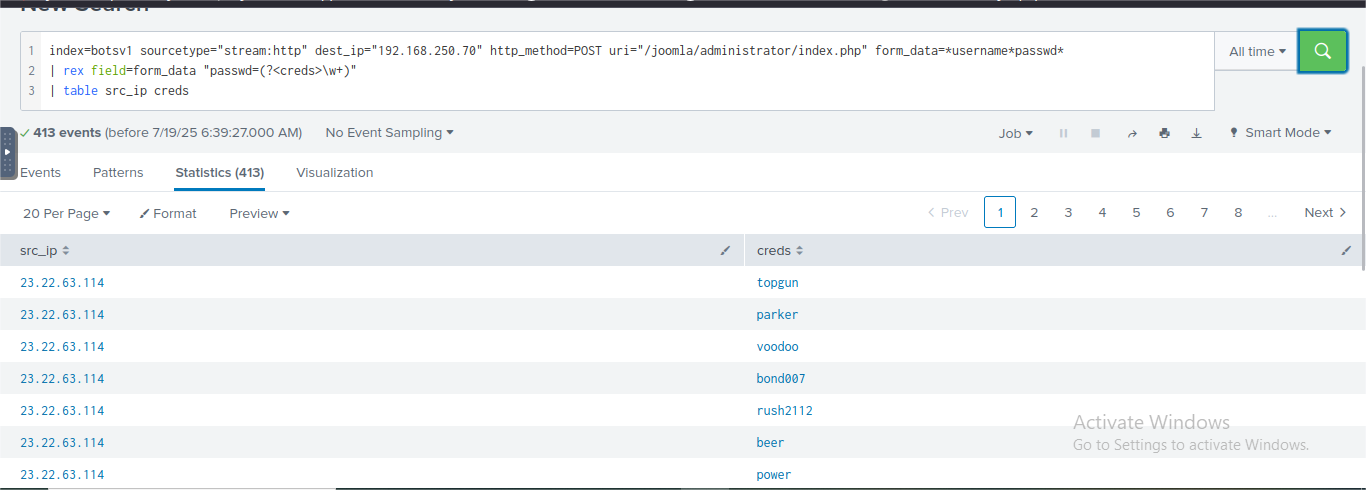 New Search
1 index=botsv1 sourcetype="stream:http" dest_ip="192.168.250.70" http_method=POST uri="/joomla/administrator/index.php" form_data=*username*passwd*
2 | rex field=form_data "passwd=(?<creds>\w+)"
3 | table src_ip creds
All time
413 events (before 7/19/25 6:39:27.000 AM) No Event Sampling
Job Smart Mode
Events Patterns Statistics (413) Visualization
20 Per Page Format Preview
Prev 1 2 3 4 5 6 7 8 ... Next
src_ip creds
23.22.63.114 topgun
23.22.63.114 parker
23.22.63.114 voodoo
23.22.63.114 bond007
23.22.63.114 rush2112
23.22.63.114 beer
23.22.63.114 power
Activate Windows
Go to Settings to activate Windows.